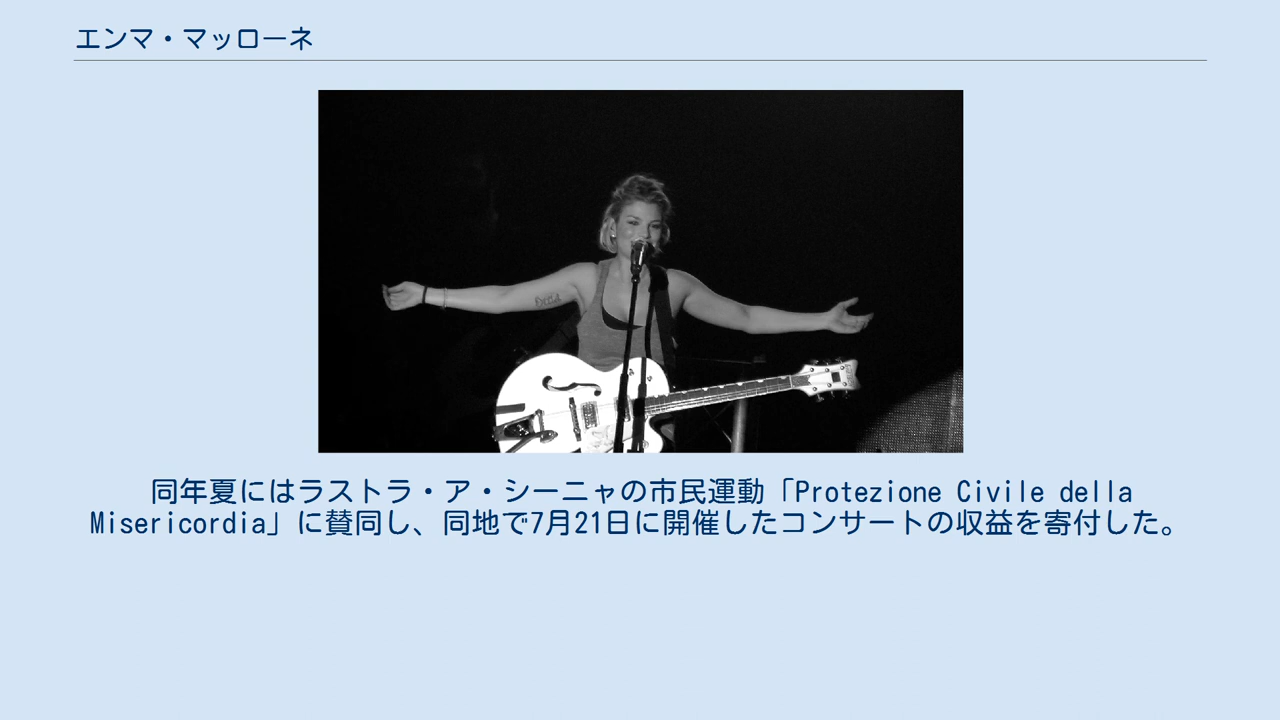 エンマ・マッローネ
同年夏にはラストラ・ア・シーニャの市民運動「Protezione Civile della
Misericordia」に賛同し、同地で7月21日に開催したコンサートの収益を寄付した。